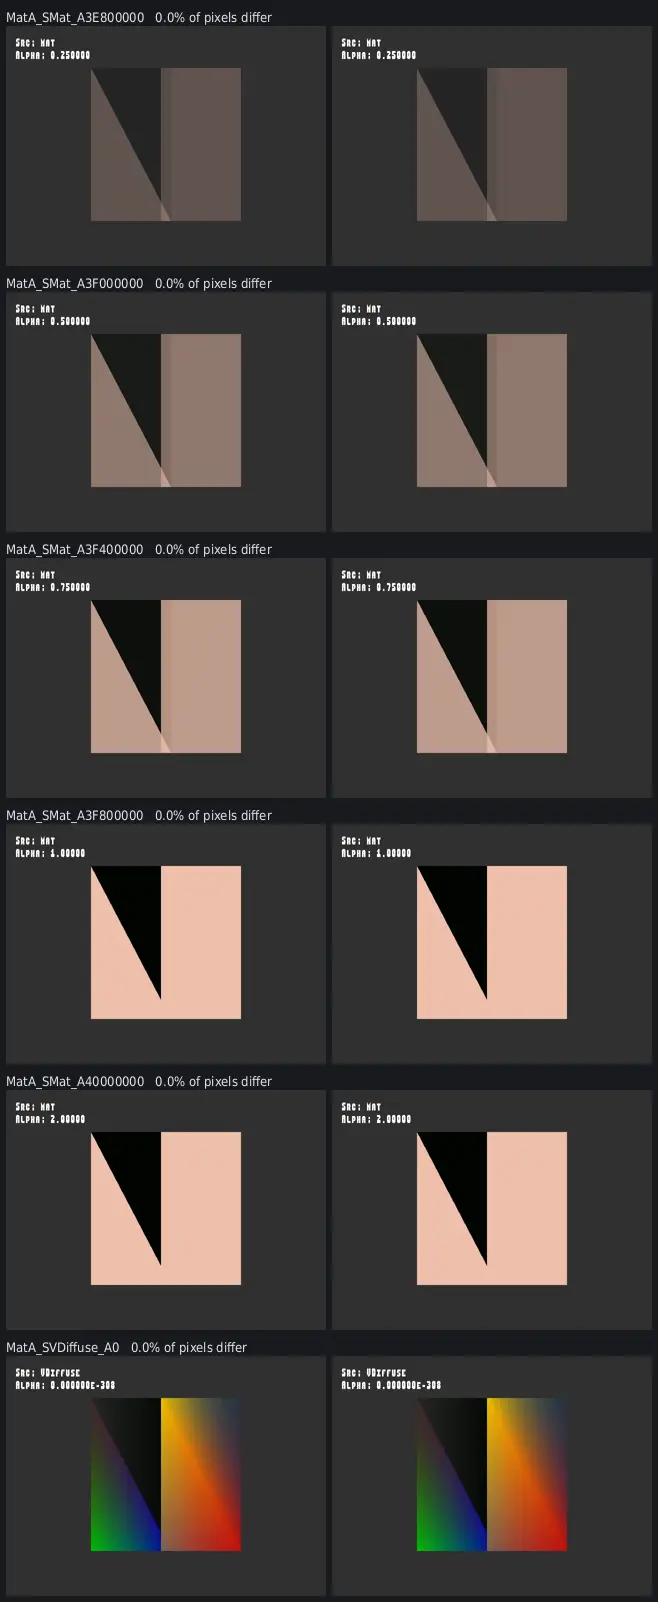 MatA_SMat_A3E800000   0.0% of pixels differ
Src: MAT
Src: MAT
Alpha: 0.250000
Alpha: 0.250000
MatA_SMat_A3F000000   0.0% of pixels differ
Src: MAT
Src: MAT
Alpha: 0.500000
Alpha: 0.500000
MatA_SMat_A3F400000   0.0% of pixels differ
Src: MAT
Src: MAT
Alpha: 0.750000
Alpha: 0.750000
MatA_SMat_A3F800000   0.0% of pixels differ
Src: MAT
Src: MAT
Alpha: 1.00000
Alpha: 1.00000
MatA_SMat_A40000000   0.0% of pixels differ
Src: MAT
Src: MAT
Alpha: 2.00000
Alpha: 2.00000
MatA_SVDiffuse_A0   0.0% of pixels differ
Src: VDiffuse
Src: VDiffuse
Alpha: 0.000000E-308
Alpha: 0.000000E-308